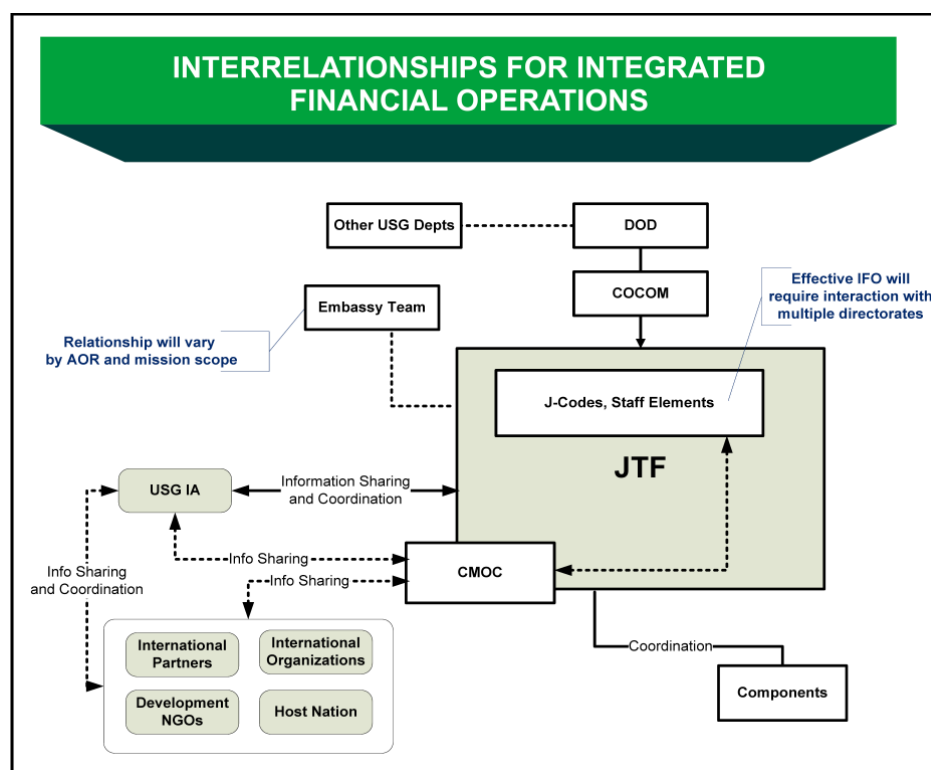 INTERRELATIONSHIPS FOR INTEGRATED
FINANCIAL OPERATIONS
Other USG Depts
DOD
COCOM
Effective IFO will
require interaction with
multiple directorates
Embassy Team
Relationship will vary
by AOR and mission scope
J-Codes, Staff Elements
JTF
USG IA
Information Sharing
and Coordination
Info Sharing
CMOC
Info Sharing
Info Sharing
and Coordination
International
Partners
International
Organizations
Development
NGOs
Host Nation
Coordination
Components